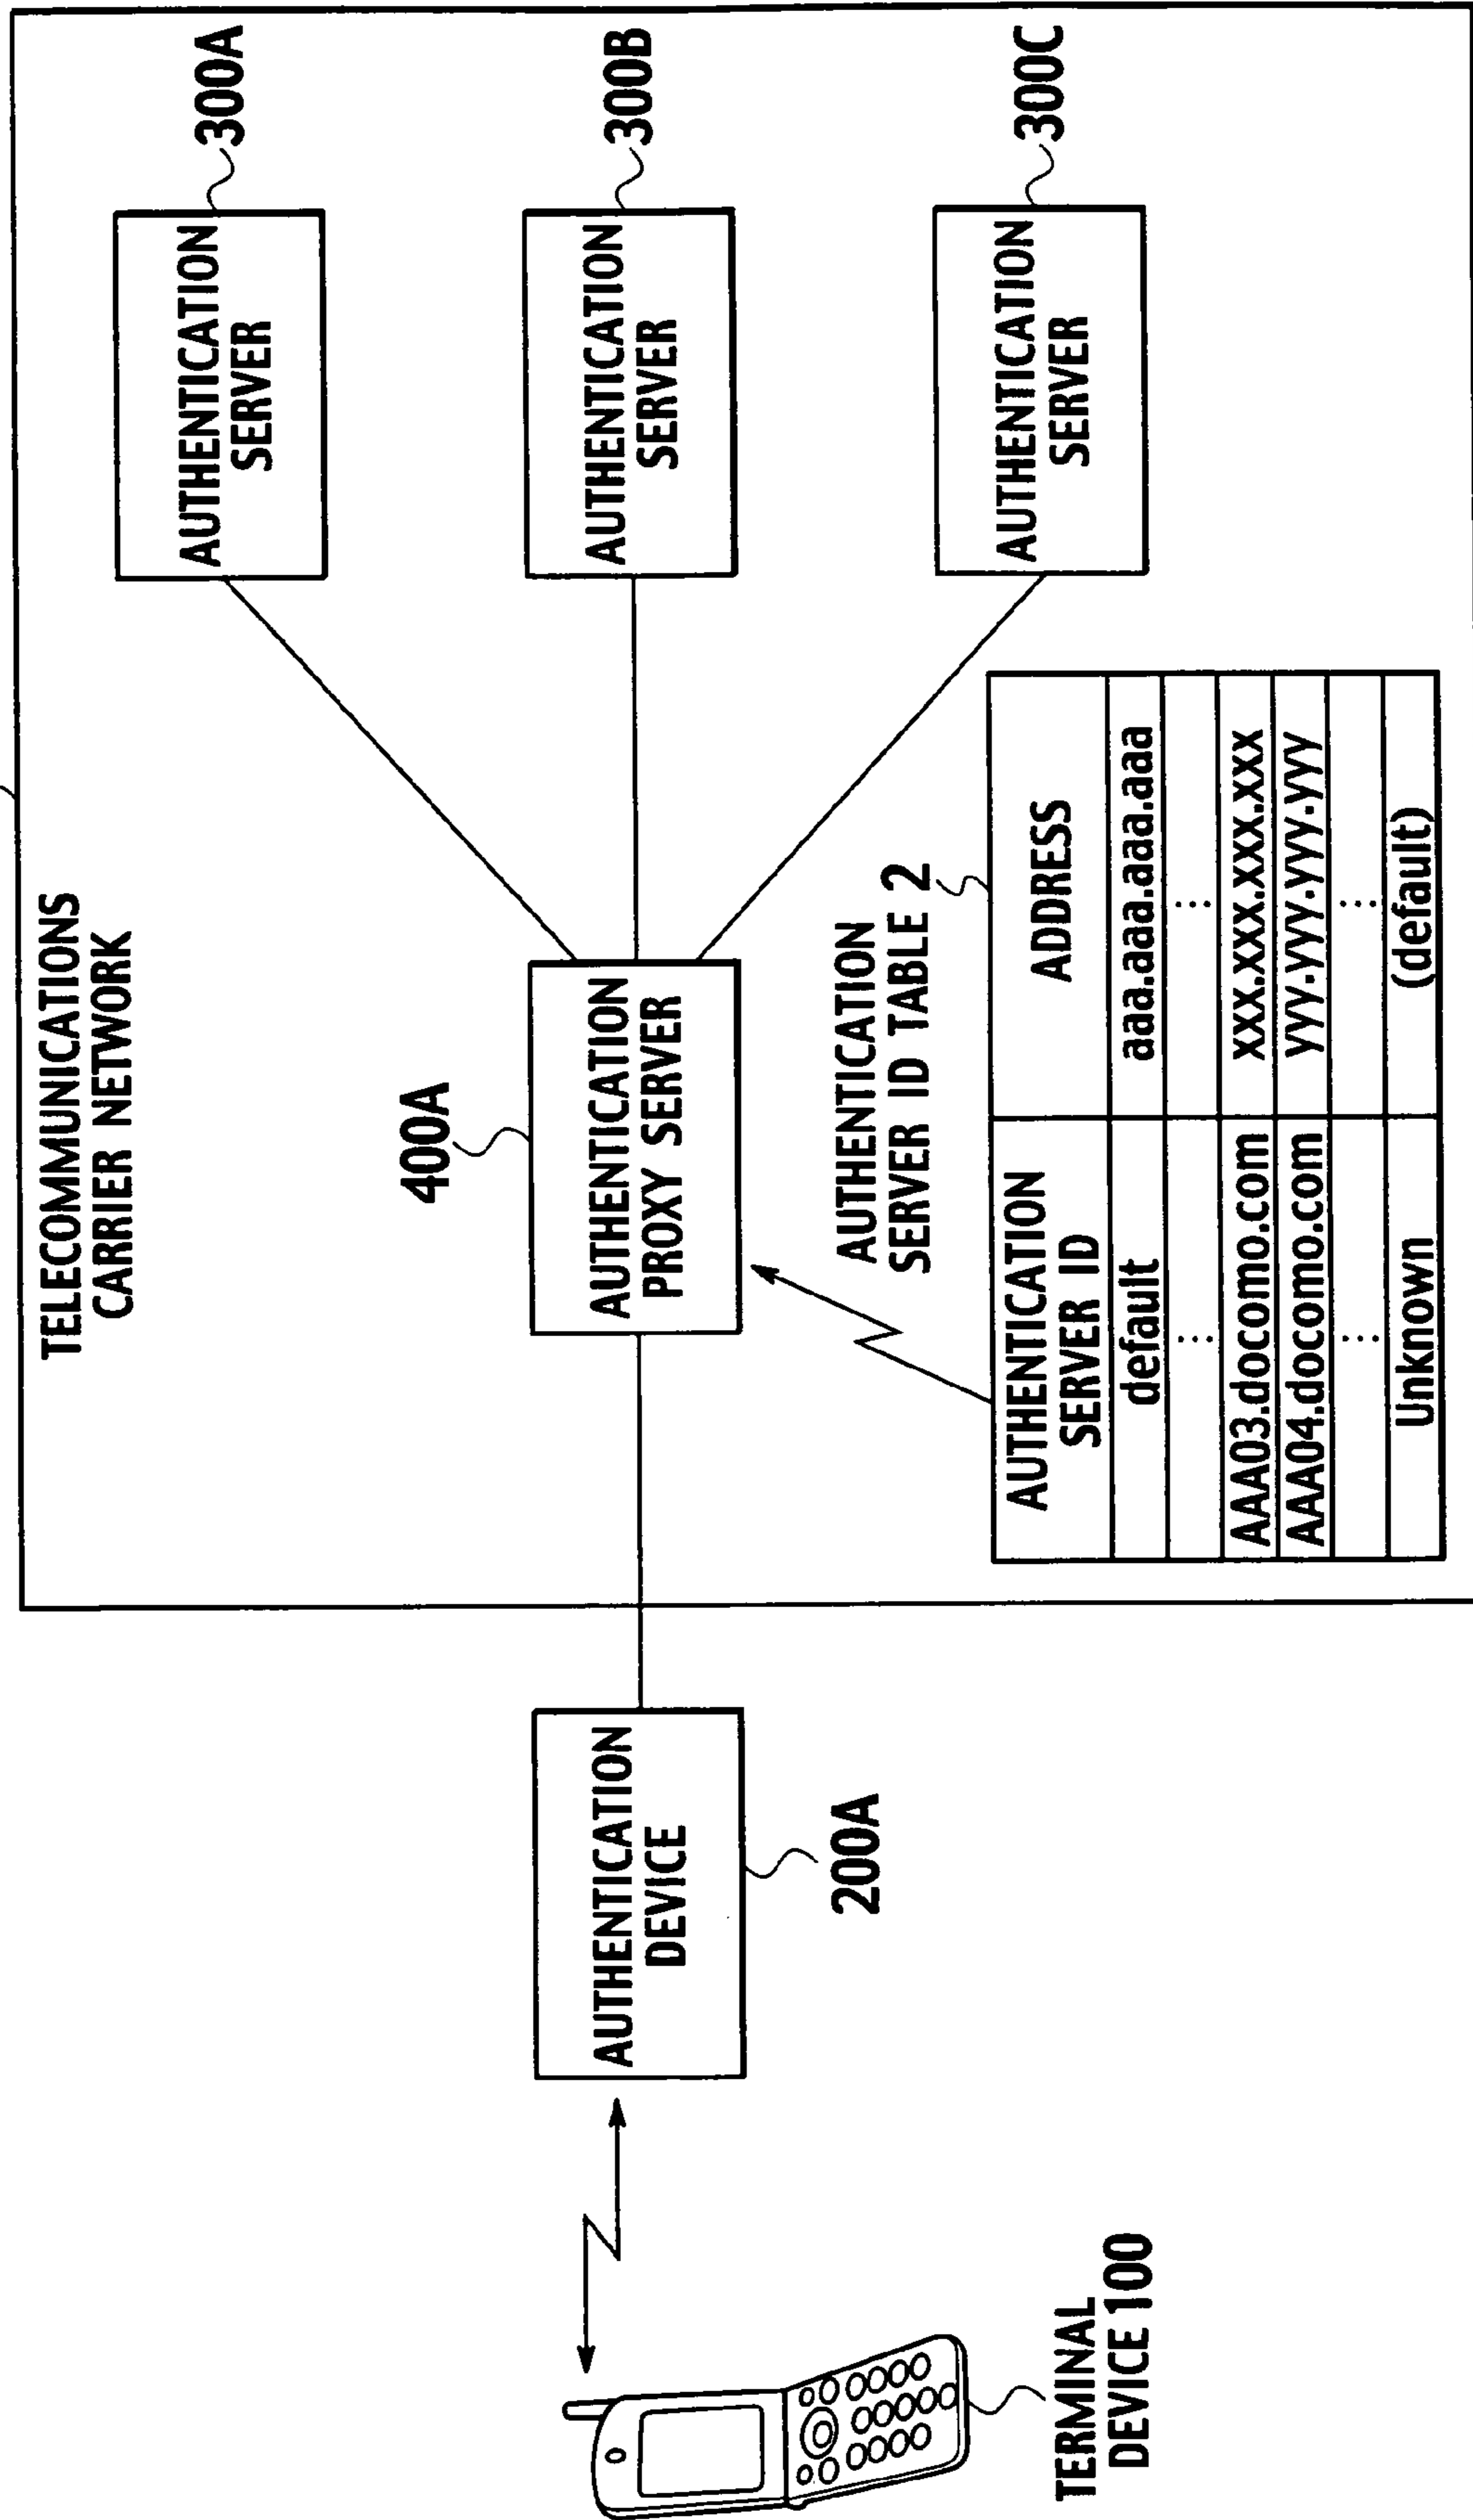 TELECOMMUNICATIONS
CARRIER NETWORK
TERMINAL
DEVICE 100
AUTHENTICATION
DEVICE
200A
400A
AUTHENTICATION
PROXY SERVER
AUTHENTICATION
SERVER
300A
AUTHENTICATION
SERVER
300B
AUTHENTICATION
SERVER
300C
AUTHENTICATION
SERVER ID TABLE 2
AUTHENTICATION
SERVER ID
ADDRESS
default aaa.aaa.aaa.aaa
... ...
AAA03.docomo.com xxx.xxx.xxx.xxx
AAA04.docomo.com yyy.yyy.yyy.yyy
... ...
Unknown (default)